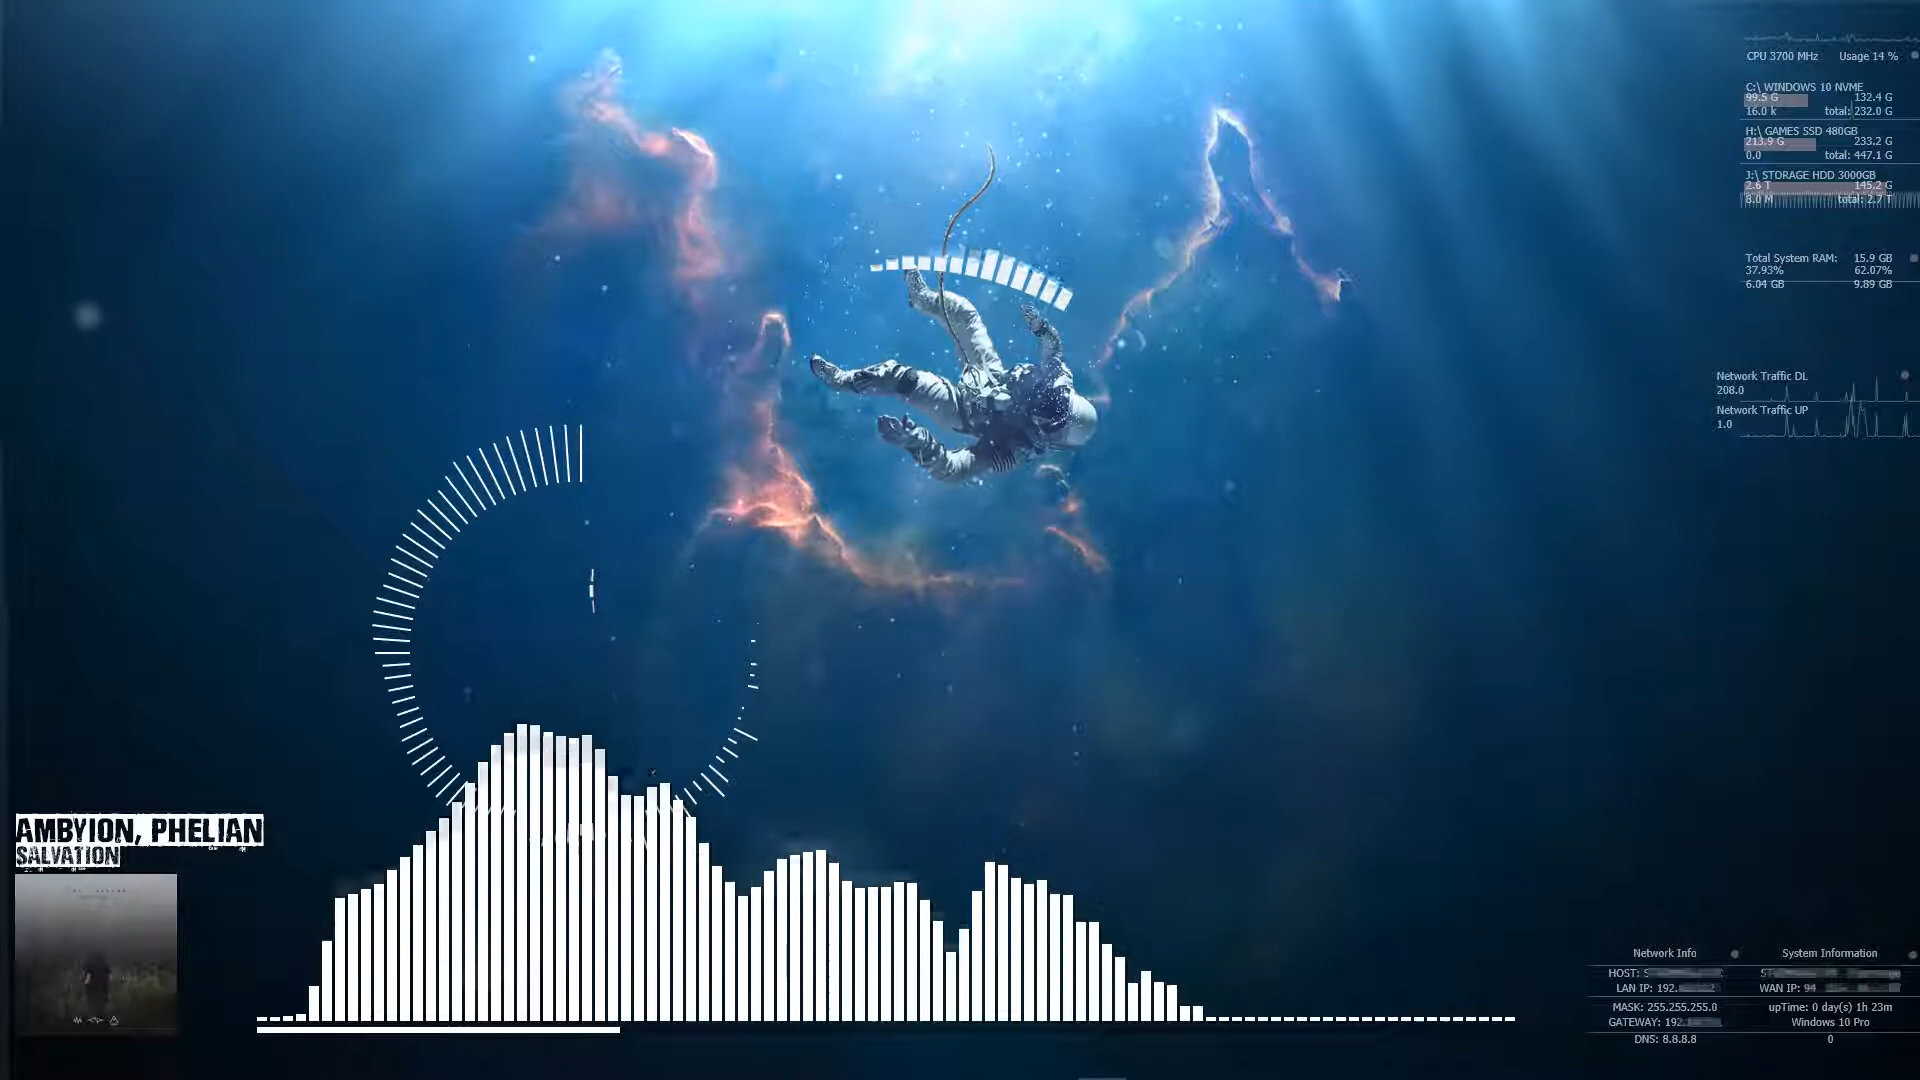 CPU 3700 MHz Usage 14 %
C:\ WINDOWS 10 NVME
99.5 G 132.4 G
16.0 k total: 232.0 G
H:\ GAMES SSD 480GB
213.9 G 233.2 G
0.0 total: 447.1 G
J:\ STORAGE HDD 3000GB
2.6 T 145.2 G
8.0 M total: 2.7 T
Total System RAM: 15.9 GB
37.93% 62.07%
6.04 GB 9.89 GB
Network Traffic DL
208.0
Network Traffic UP
1.0
AMBYION, PHELIAN
SALVATION
Network Info System Information
HOST:
LAN IP: 192. WAN IP: 94
MASK: 255.255.255.0 upTime: 0 day(s) 1h 23m
GATEWAY: 192. Windows 10 Pro
DNS: 8.8.8.8 0